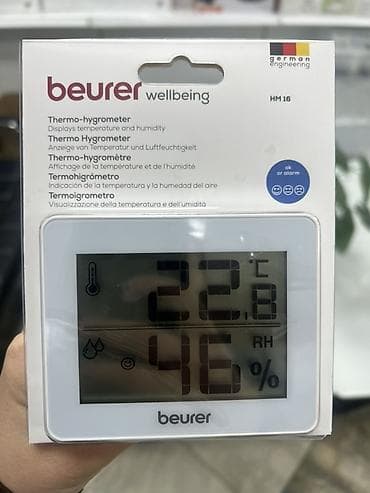 german
engineering
beurer wellbeing
HM 16
Thermo-hygrometer
Displays temperature and humidity
Thermo Hygrometer
Anzeige von Temperatur und Luftfeuchtigkeit
Thermo-hygromètre
Affichage de la température et de l'humidité
Termohigrómetro
Indicación de la temperatura y la humedad del aire
Termoigrometro
Visualizzazione della temperatura e dell'umidità
ok
or alarm
22,8 °C
46 RH %
beurer